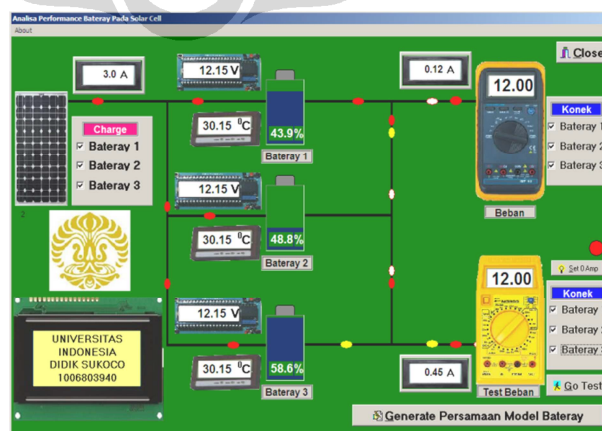 Analisa Performance Bateray Pada Solar Cell
About
3.0 A
12.15 V
0.12 A
Close
12.00
Charge
Bateray 1
Bateray 2
Bateray 3
30.15 ⁰C
43.9%
Bateray 1
Konek
Bateray 1
Bateray 2
Bateray 3
12.15 V
Beban
2
30.15 ⁰C
48.8%
Bateray 2
12.00
Set 0 Amp
Konek
Bateray
Bateray
Bateray
12.15 V
UNIVERSITAS
INDONESIA
DIDIK SUKOCO
1006803940
30.15 ⁰C
58.6%
Bateray 3
0.45 A
Test Beban
Go Test
Generate Persamaan Model Bateray